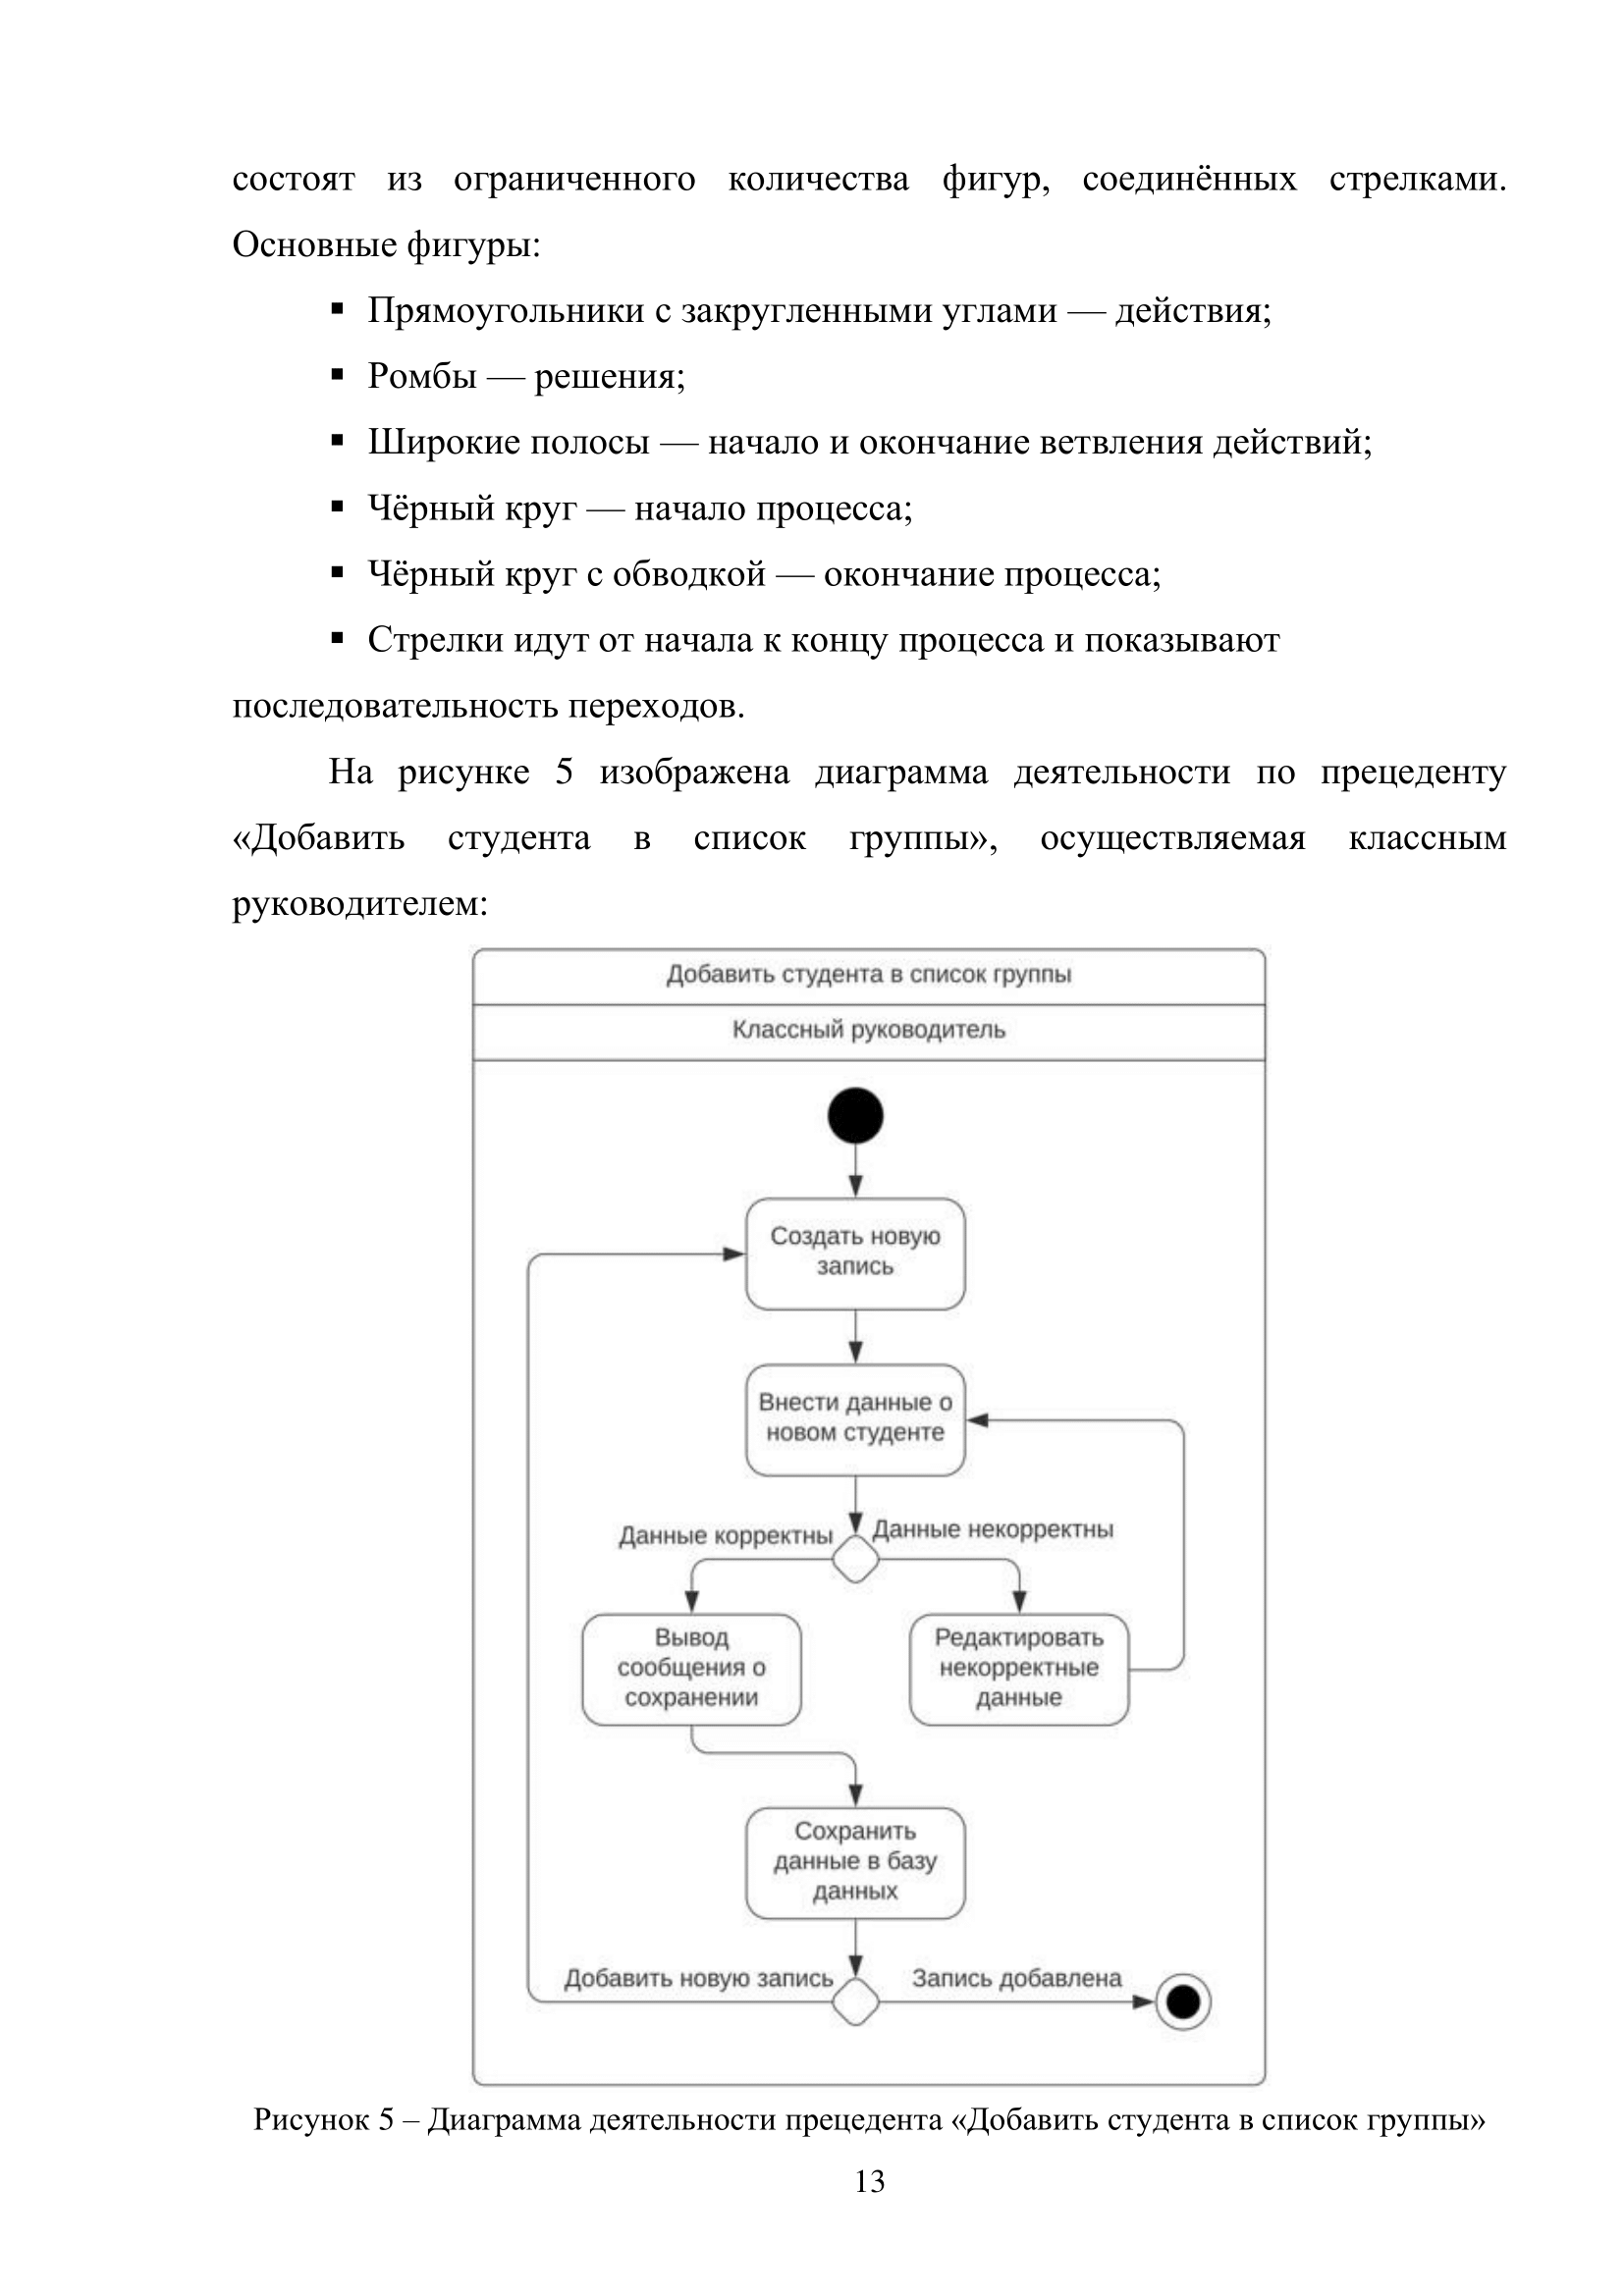 состоят из ограниченного количества фигур, соединённых стрелками.
Основные фигуры:
▪ Прямоугольники с закругленными углами — действия;
▪ Ромбы — решения;
▪ Широкие полосы — начало и окончание ветвления действий;
▪ Чёрный круг — начало процесса;
▪ Чёрный круг с обводкой — окончание процесса;
▪ Стрелки идут от начала к концу процесса и показывают
последовательность переходов.
На рисунке 5 изображена диаграмма деятельности по прецеденту
«Добавить студента в список группы», осуществляемая классным
руководителем:
Добавить студента в список группы
Классный руководитель
Создать новую
запись
Внести данные о
новом студенте
Данные корректны
Данные некорректны
Вывод
сообщения о
сохранении
Редактировать
некорректные
данные
Сохранить
данные в базу
данных
Добавить новую запись
Запись добавлена
Рисунок 5 – Диаграмма деятельности прецедента «Добавить студента в список группы»
13